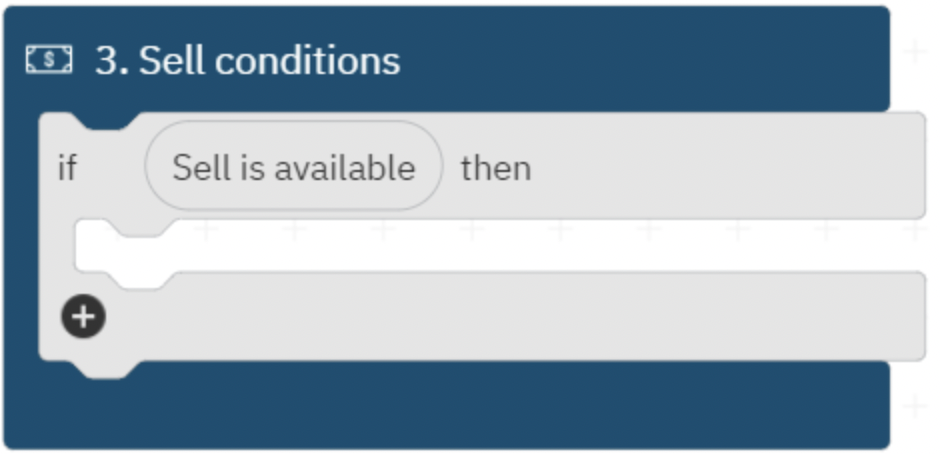 3. Sell conditions
if Sell is available then